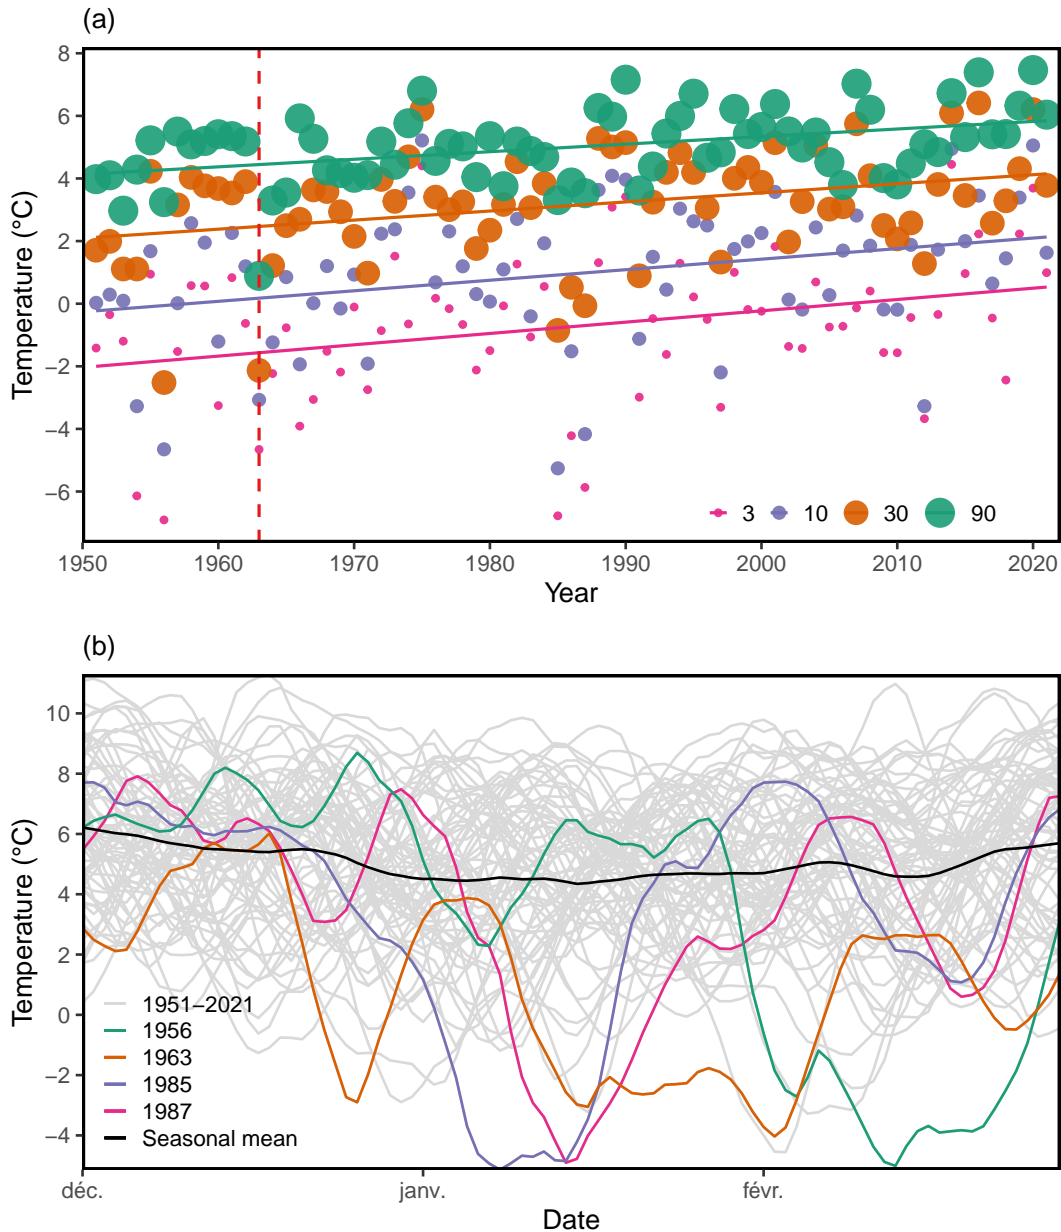 (a)
Temperature (°C)
8
6
4
2
0
−2
−4
−6
3 10 30 90
1950 1960 1970 1980 1990 2000 2010 2020
Year
(b)
Temperature (°C)
10
8
6
4
2
0
−2
−4
1951−2021
1956
1963
1985
1987
Seasonal mean
déc. janv. févr.
Date